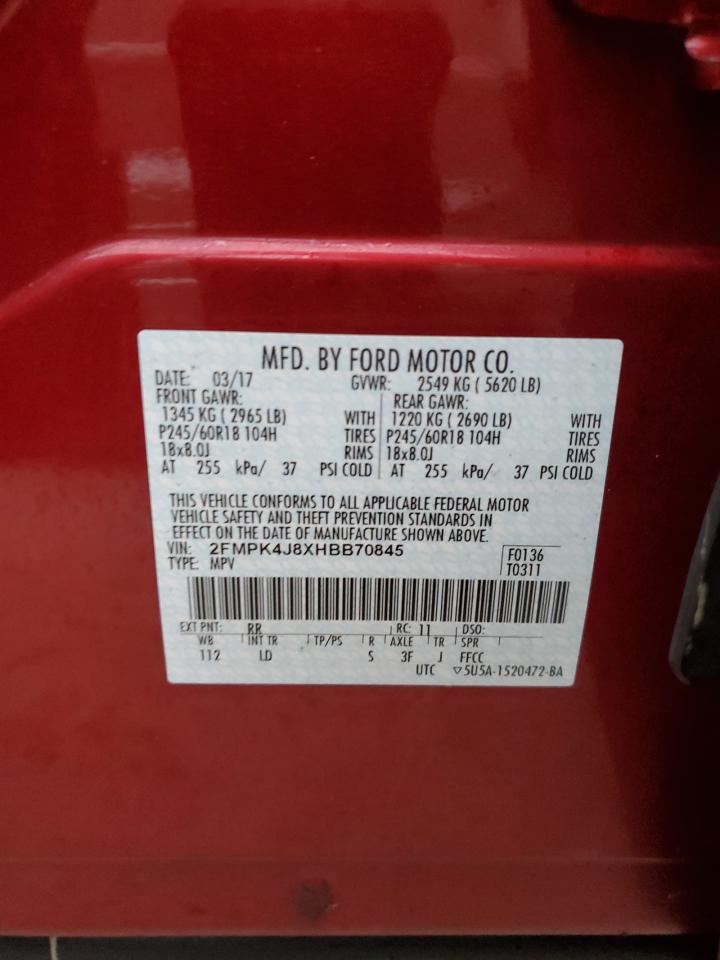 MFD. BY FORD MOTOR CO.
DATE: 03/17 GVWR: 2549 KG ( 5620 LB)
FRONT GAWR: REAR GAWR:
1345 KG ( 2965 LB) WITH 1220 KG ( 2690 LB) WITH
P245/60R18 104H TIRES P245/60R18 104H TIRES
18x8.0J RIMS 18x8.0J RIMS
AT 255 kPa/ 37 PSI COLD AT 255 kPa/ 37 PSI COLD
THIS VEHICLE CONFORMS TO ALL APPLICABLE FEDERAL MOTOR
VEHICLE SAFETY AND THEFT PREVENTION STANDARDS IN
EFFECT ON THE DATE OF MANUFACTURE SHOWN ABOVE.
VIN: 2FMPK4J8XHBB70845 F0136
TYPE: MPV T0311
EXT PNT: RR RC: 11 DSO:
WB INT TR TP/PS R AXLE TR SPR
112 LD S 3F J FFCC
UTC ▽5U5A-1520472-BA